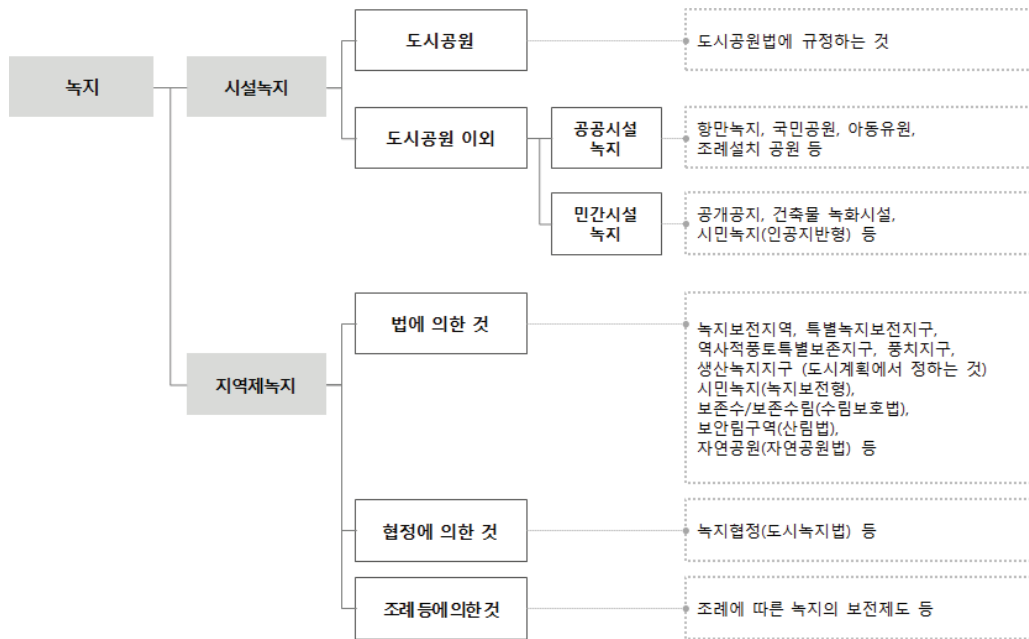 녹지
시설녹지
도시공원
도시공원법에 규정하는 것
도시공원 이외
공공시설
녹지
항만녹지, 국민공원, 아동유원,
조례설치 공원 등
민간시설
녹지
공개공지, 건축물 녹화시설,
시민녹지(인공지반형) 등
지역제녹지
법에 의한 것
녹지보전지역, 특별녹지보전지구,
역사적풍토특별보존지구, 풍치지구,
생산녹지지구 (도시계획에서 정하는 것)
시민녹지(녹지보전형),
보존수/보존수림(수림보호법),
보안림구역(산림법),
자연공원(자연공원법) 등
협정에 의한 것
녹지협정(도시녹지법) 등
조례 등에 의한 것
조례에 따른 녹지의 보전제도 등